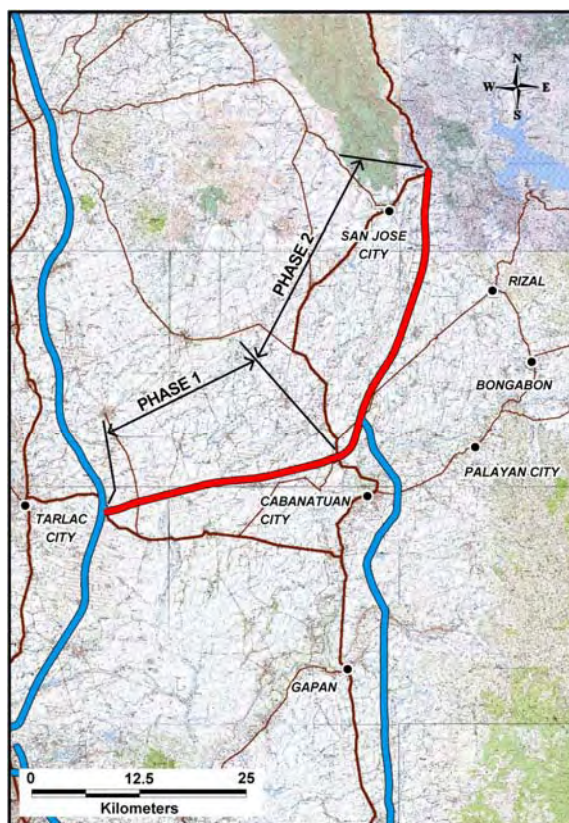 N
W E
S
SAN JOSE
CITY
PHASE 2
RIZAL
BONGABON
PHASE 1
PALAYAN CITY
CABANATUAN
CITY
TARLAC
CITY
GAPAN
0 12.5 25
Kilometers